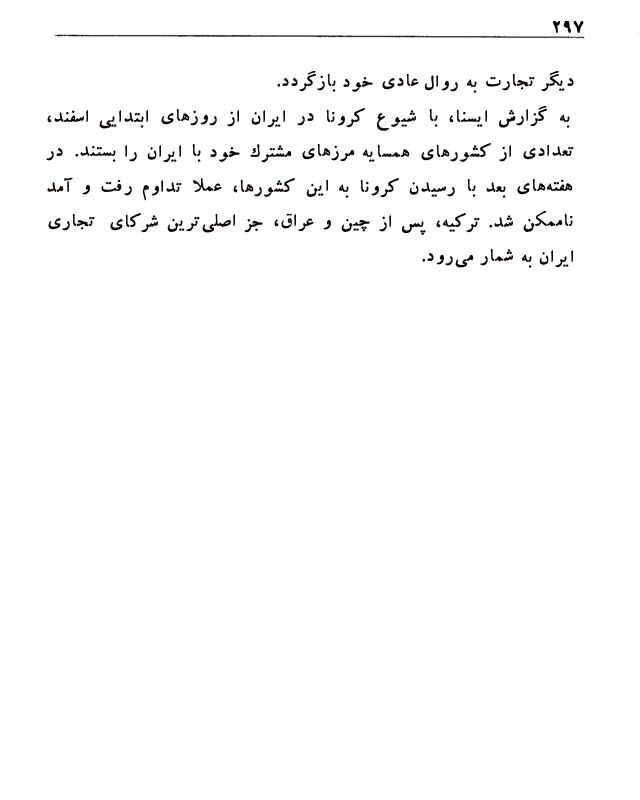 ۲۹۷
دیگر تجارت به روال عادی خود بازگردد.
به گزارش ایسنا، با شیوع کرونا در ایران از روزهای ابتدایی اسفند،
تعدادی از کشورهای همسایه مرزهای مشترك خود با ایران را بستند. در
هفته‌های بعد با رسیدن کرونا به این کشورها، عملا تداوم رفت و آمد
ناممکن شد. ترکیه، پس از چین و عراق، جز اصلی‌ترین شرکای تجاری
ایران به شمار می‌رود.